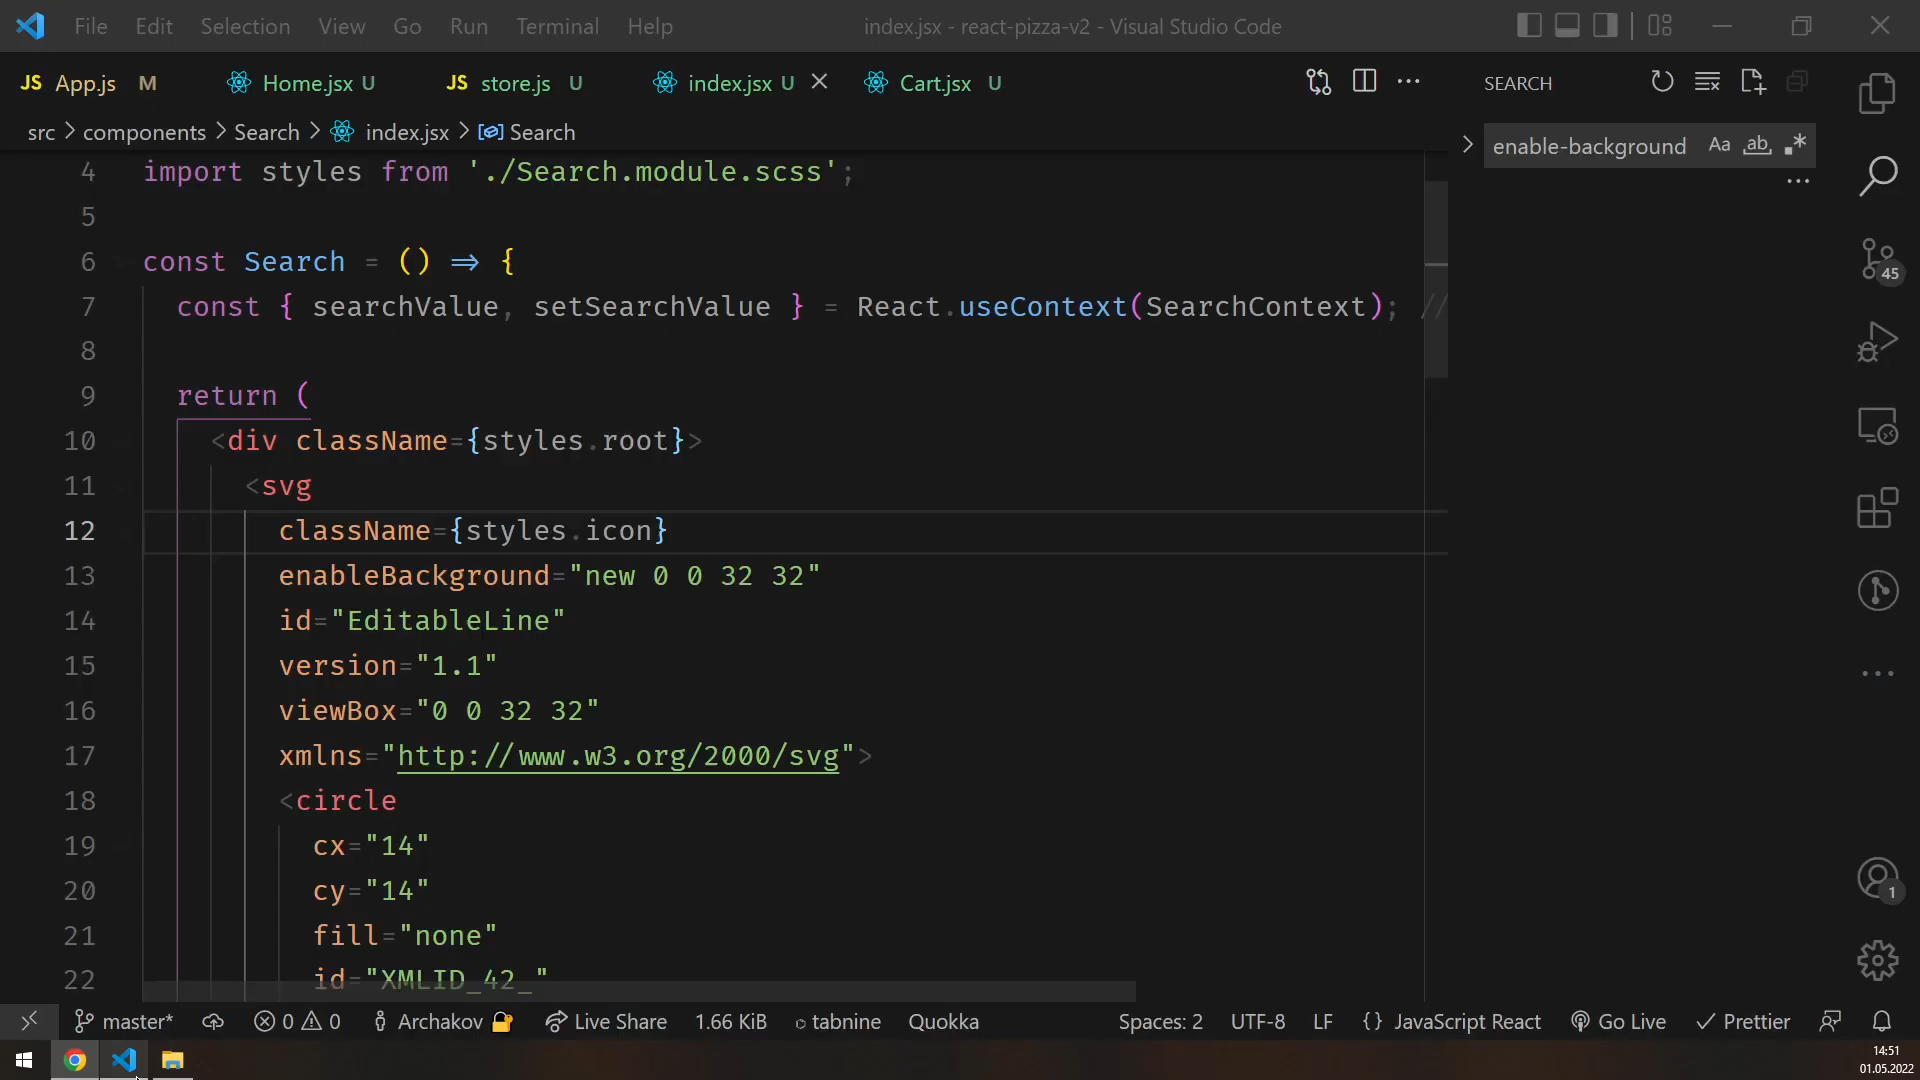 File Edit Selection View Go Run Terminal Help index.jsx - react-pizza-v2 - Visual Studio Code
JS App.js M Home.jsx U JS store.js U index.jsx U Cart.jsx U
SEARCH
src > components > Search > index.jsx > Search
enable-background Aa ab
4 import styles from './Search.module.scss';
5
6 const Search = () => {
7 const { searchValue, setSearchValue } = React.useContext(SearchContext); //
8
9 return (
10 <div className={styles.root}>
11 <svg
12 className={styles.icon}
13 enableBackground="new 0 0 32 32"
14 id="EditableLine"
15 version="1.1"
16 viewBox="0 0 32 32"
17 xmlns="http://www.w3.org/2000/svg">
18 <circle
19 cx="14"
20 cy="14"
21 fill="none"
22 id="XMLID_42_"
45
1
master* 0 0 Archakov Live Share 1.66 KiB tabnine Quokka Spaces: 2 UTF-8 LF {} JavaScript React Go Live Prettier
14:51
01.05.2022